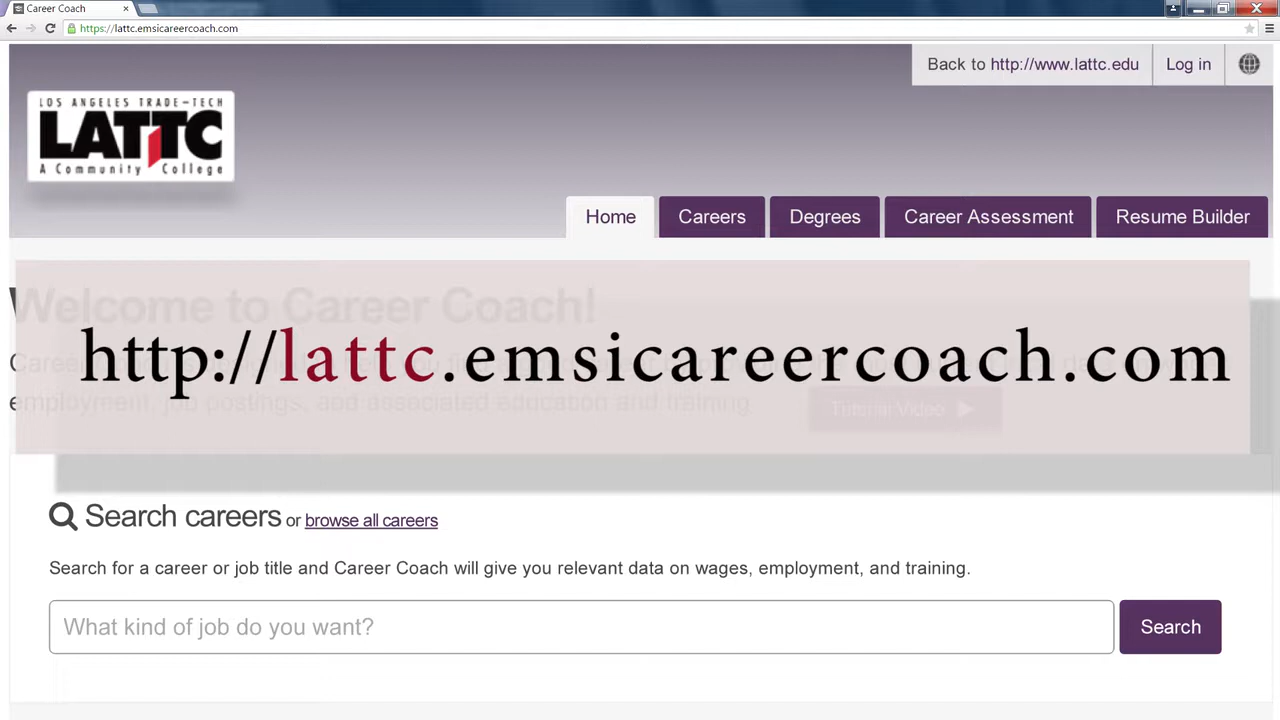 Career Coach
https://lattc.emsicareercoach.com
Back to http://www.lattc.edu
Log in
LOS ANGELES TRADE-TECH
LATTC
A Community College
Home
Careers
Degrees
Career Assessment
Resume Builder
Welcome to Career Coach!
http://lattc.emsicareercoach.com
employment, job postings, and associated education and training
Tutorial Video
Search careers or browse all careers
Search for a career or job title and Career Coach will give you relevant data on wages, employment, and training.
What kind of job do you want?
Search